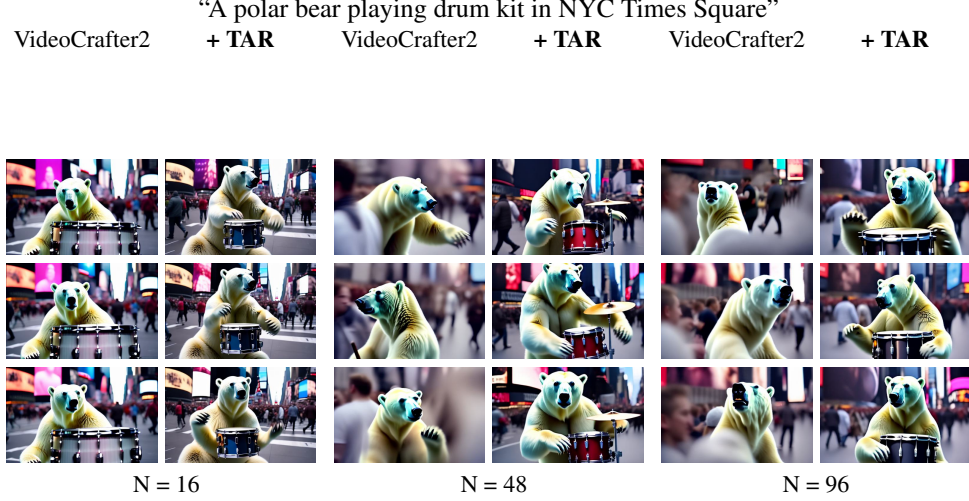 “A polar bear playing drum kit in NYC Times Square”
VideoCrafter2 + TAR VideoCrafter2 + TAR VideoCrafter2 + TAR
N = 16 N = 48 N = 96